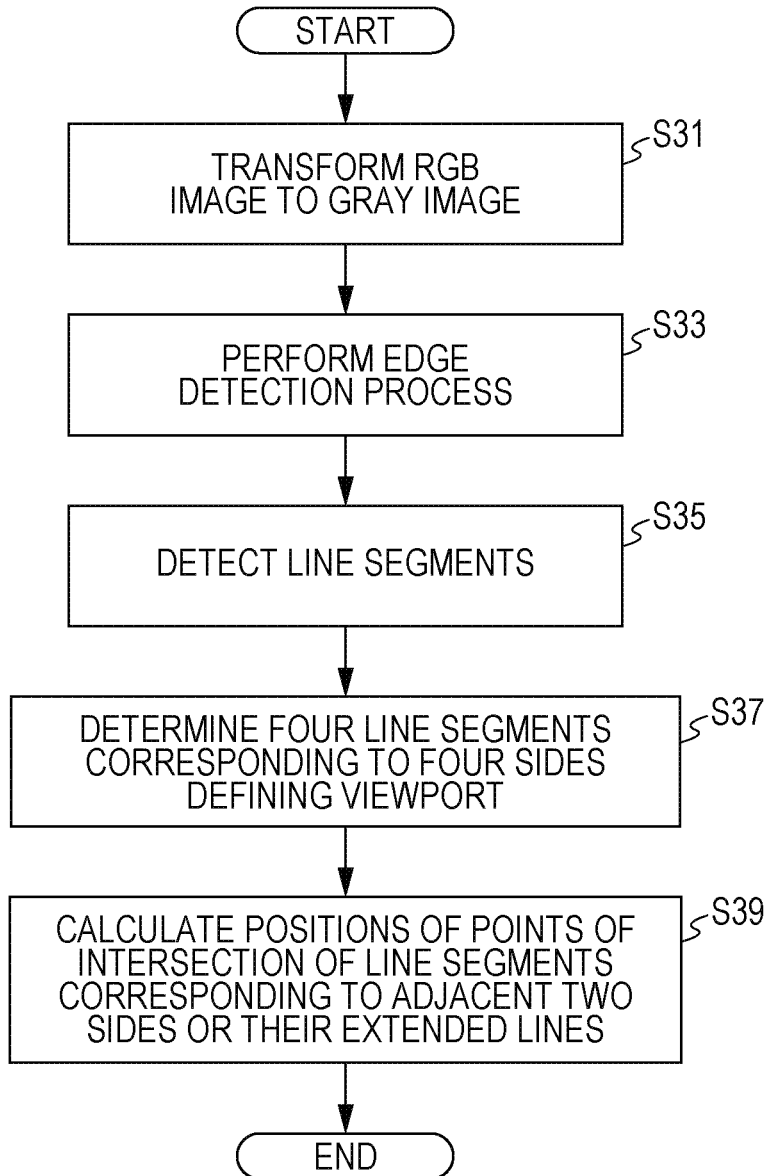 START
S31
TRANSFORM RGB
IMAGE TO GRAY IMAGE
S33
PERFORM EDGE
DETECTION PROCESS
S35
DETECT LINE SEGMENTS
S37
DETERMINE FOUR LINE SEGMENTS
CORRESPONDING TO FOUR SIDES
DEFINING VIEWPORT
S39
CALCULATE POSITIONS OF POINTS OF
INTERSECTION OF LINE SEGMENTS
CORRESPONDING TO ADJACENT TWO
SIDES OR THEIR EXTENDED LINES
END